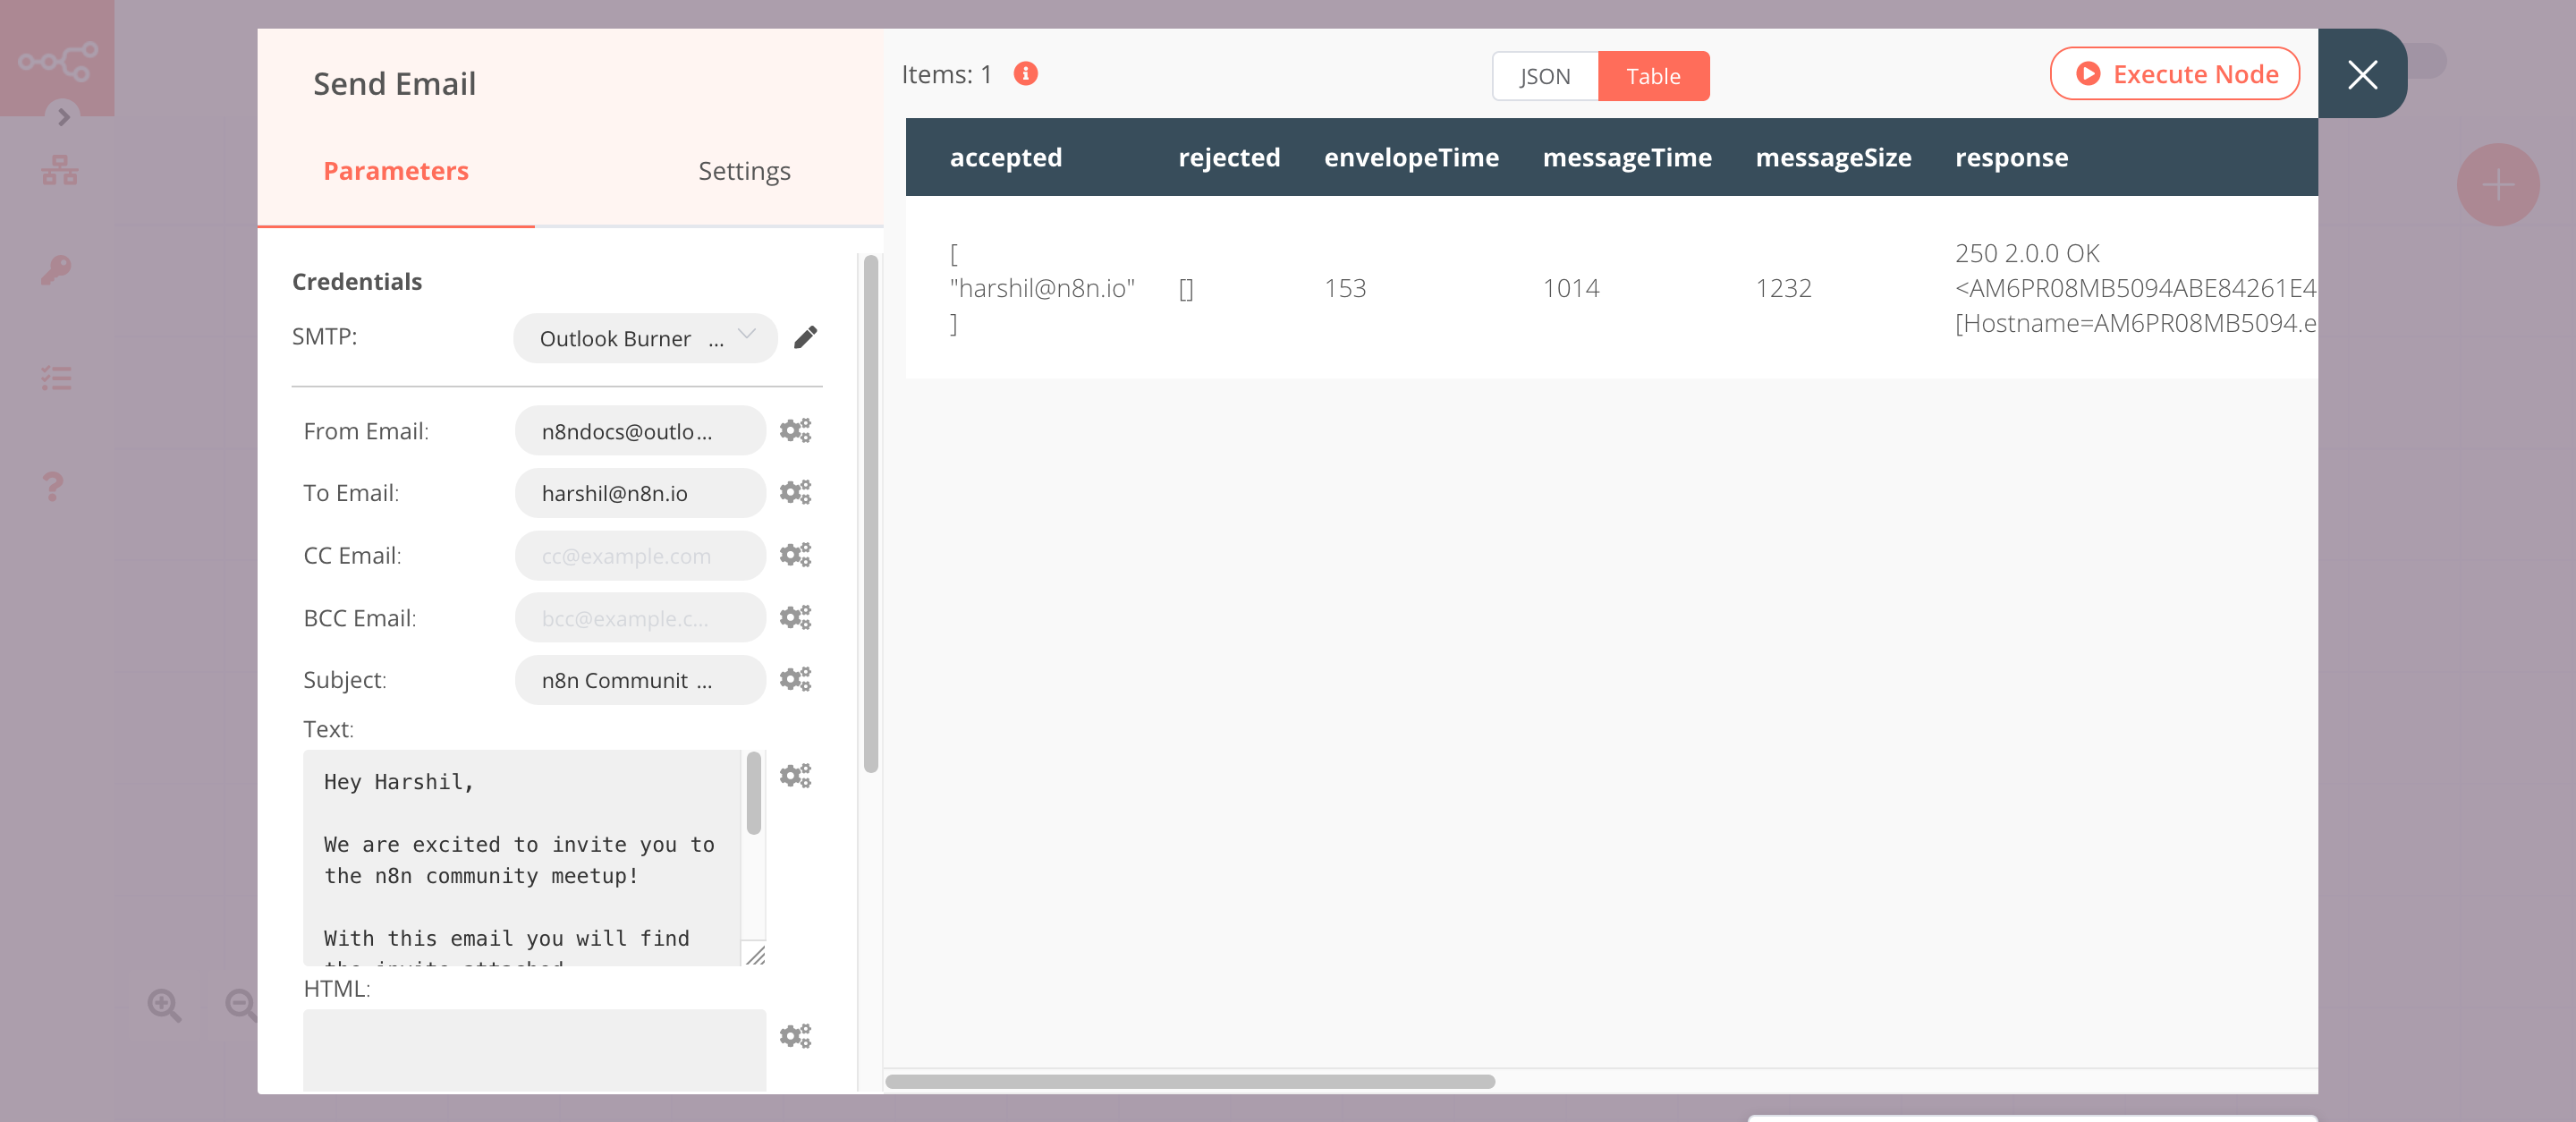 Send Email
Parameters Settings
Credentials
SMTP: Outlook Burner ...
From Email: n8ndocs@outlo...
To Email: harshil@n8n.io
CC Email: cc@example.com
BCC Email: bcc@example.c...
Subject: n8n Communit ...
Text:
Hey Harshil,
We are excited to invite you to
the n8n community meetup!
With this email you will find
the invite attached
HTML:
Items: 1
JSON Table
Execute Node
accepted rejected envelopeTime messageTime messageSize response
[
"harshil@n8n.io"
]
[] 153 1014 1232
250 2.0.0 OK
<AM6PR08MB5094ABE84261E4
[Hostname=AM6PR08MB5094.e